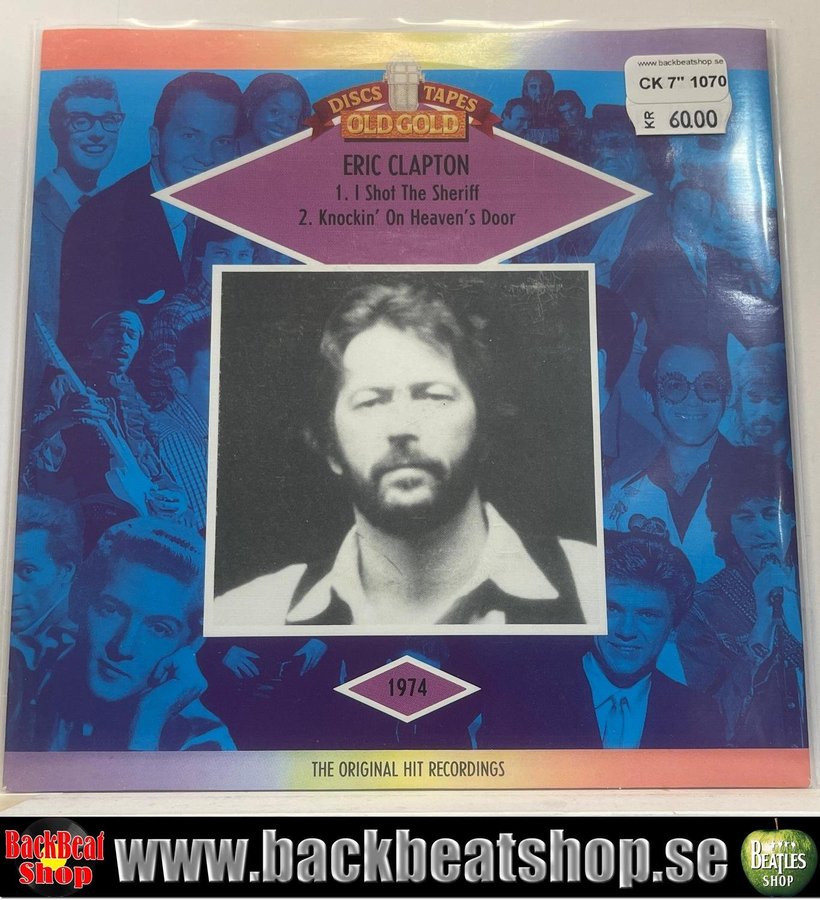 www.backbeatshop.se
CK 7" 1070
KR 60.00
DISCS TAPES
OLD GOLD
ERIC CLAPTON
1. I Shot The Sheriff
2. Knockin' On Heaven's Door
1974
THE ORIGINAL HIT RECORDINGS
BackBeat
Shop
www.backbeatshop.se
BEATLES
SHOP